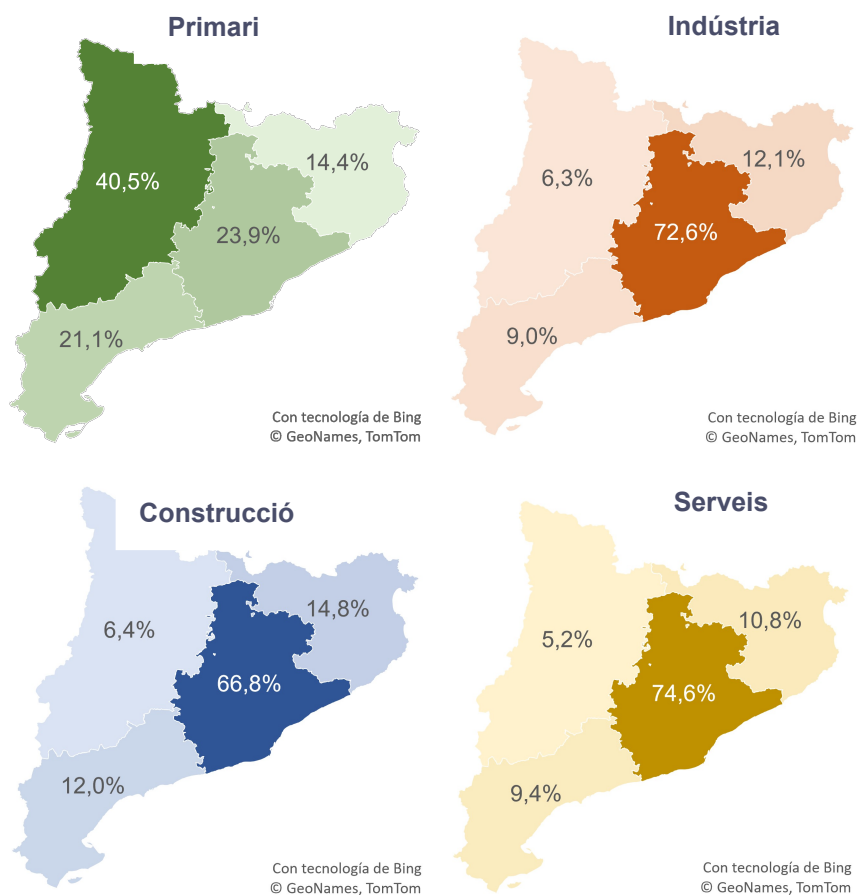 Primari
40,5%
14,4%
23,9%
21,1%
Con tecnología de Bing
© GeoNames, TomTom
Indústria
6,3%
12,1%
72,6%
9,0%
Con tecnología de Bing
© GeoNames, TomTom
Construcció
6,4%
14,8%
66,8%
12,0%
Con tecnología de Bing
© GeoNames, TomTom
Serveis
5,2%
10,8%
74,6%
9,4%
Con tecnología de Bing
© GeoNames, TomTom